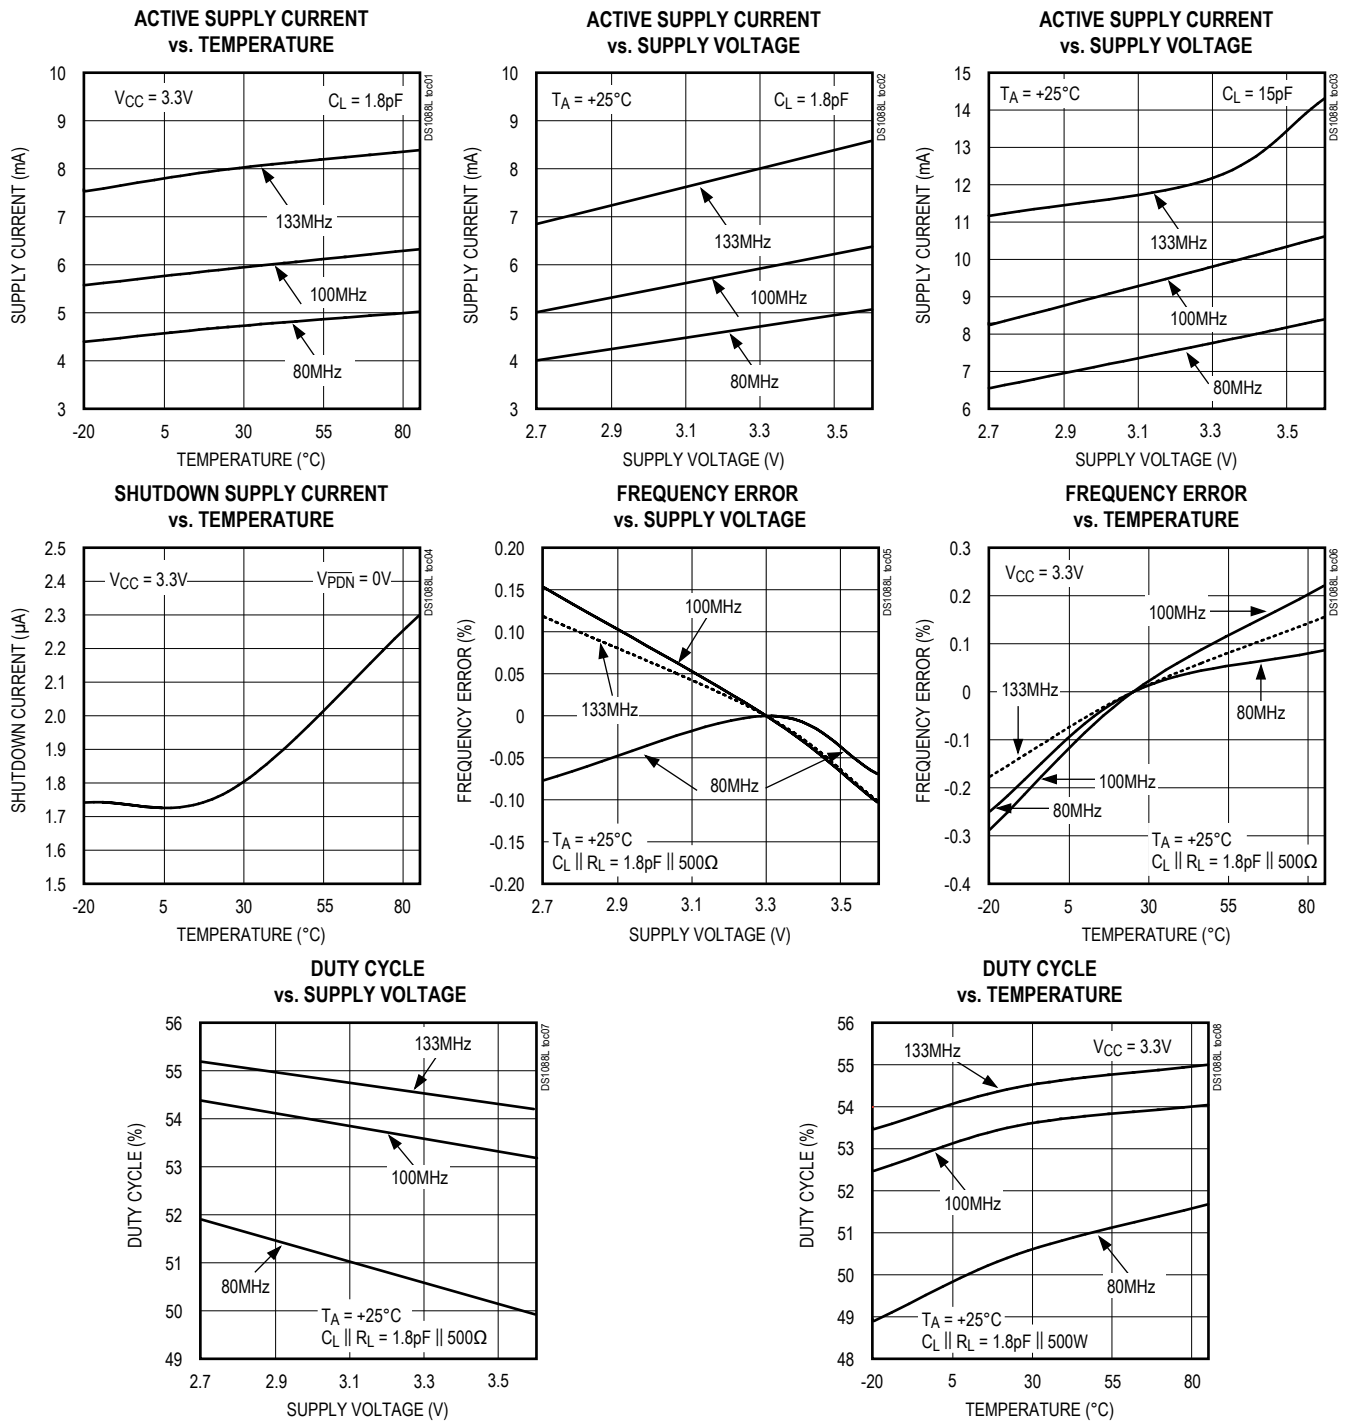 ACTIVE SUPPLY CURRENT
vs. TEMPERATURE
10
9
8
7
6
5
4
3
SUPPLY CURRENT (mA)
VCC = 3.3V
CL = 1.8pF
DS1088L toc01
133MHz
100MHz
80MHz
-20
5
30
55
80
TEMPERATURE (°C)
ACTIVE SUPPLY CURRENT
vs. SUPPLY VOLTAGE
10
9
8
7
6
5
4
3
SUPPLY CURRENT (mA)
TA = +25°C
CL = 1.8pF
DS1088L toc02
133MHz
100MHz
80MHz
2.7
2.9
3.1
3.3
3.5
SUPPLY VOLTAGE (V)
ACTIVE SUPPLY CURRENT
vs. SUPPLY VOLTAGE
15
14
13
12
11
10
9
8
7
6
SUPPLY CURRENT (mA)
TA = +25°C
CL = 15pF
DS1088L toc03
133MHz
100MHz
80MHz
2.7
2.9
3.1
3.3
3.5
SUPPLY VOLTAGE (V)
SHUTDOWN SUPPLY CURRENT
vs. TEMPERATURE
2.5
2.4
2.3
2.2
2.1
2.0
1.9
1.8
1.7
1.6
1.5
SHUTDOWN CURRENT (µA)
VCC = 3.3V
VPDN = 0V
DS1088L toc04
-20
5
30
55
80
TEMPERATURE (°C)
FREQUENCY ERROR
vs. SUPPLY VOLTAGE
0.20
0.15
0.10
0.05
0
-0.05
-0.10
-0.15
-0.20
FREQUENCY ERROR (%)
100MHz
133MHz
80MHz
TA = +25°C
CL || RL = 1.8pF || 500Ω
DS1088L toc05
2.7
2.9
3.1
3.3
3.5
SUPPLY VOLTAGE (V)
FREQUENCY ERROR
vs. TEMPERATURE
0.3
0.2
0.1
0
-0.1
-0.2
-0.3
-0.4
FREQUENCY ERROR (%)
VCC = 3.3V
DS1088L toc06
100MHz
133MHz
80MHz
100MHz
80MHz
TA = +25°C
CL || RL = 1.8pF || 500Ω
-20
5
30
55
80
TEMPERATURE (°C)
DUTY CYCLE
vs. SUPPLY VOLTAGE
56
55
54
53
52
51
50
49
DUTY CYCLE (%)
133MHz
100MHz
80MHz
TA = +25°C
CL || RL = 1.8pF || 500Ω
DS1088L toc07
2.7
2.9
3.1
3.3
3.5
SUPPLY VOLTAGE (V)
DUTY CYCLE
vs. TEMPERATURE
56
55
54
53
52
51
50
49
48
DUTY CYCLE (%)
133MHz
VCC = 3.3V
DS1088L toc08
100MHz
80MHz
TA = +25°C
CL || RL = 1.8pF || 500W
-20
5
30
55
80
TEMPERATURE (°C)